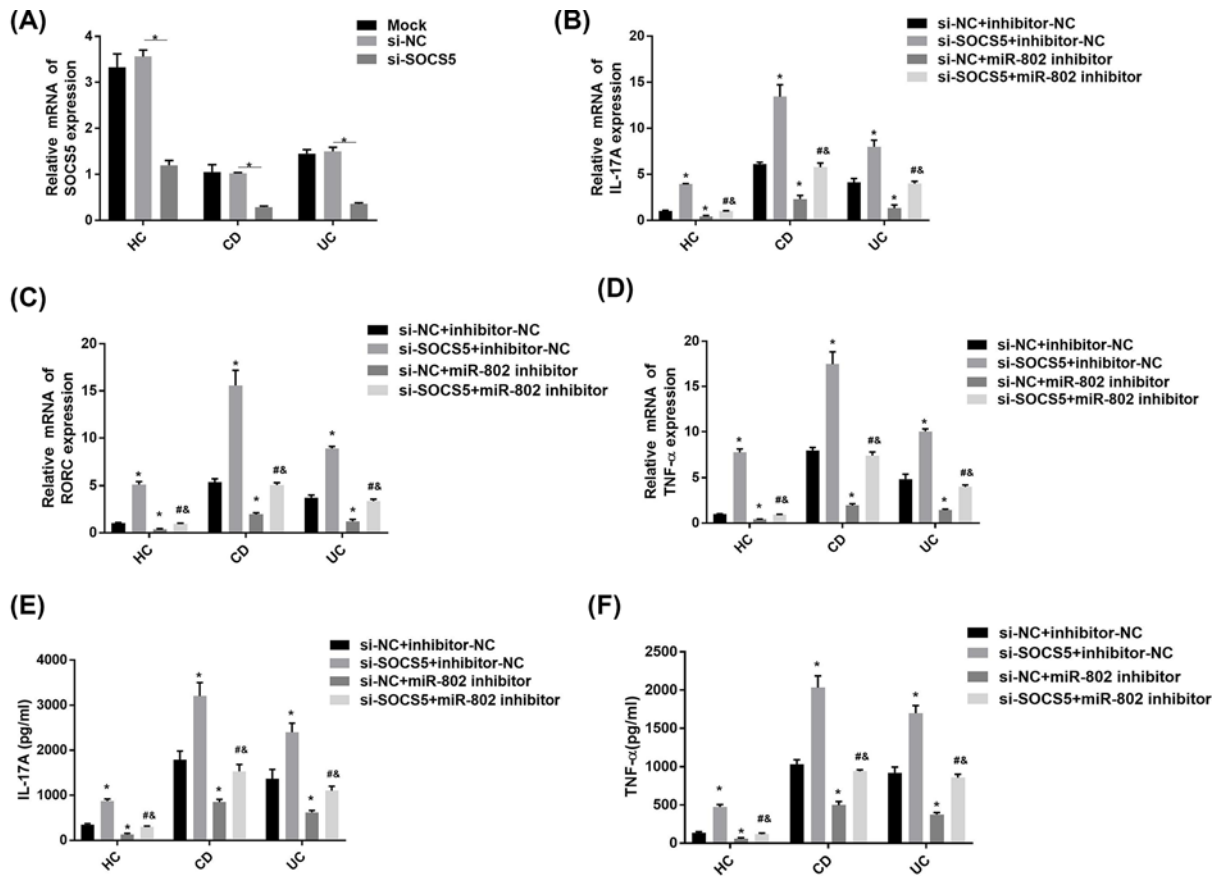 (A)
Mock
si-NC
si-SOCS5
Relative mRNA of
SOCS5 expression
4
3
2
1
0
*
*
*
HC
CD
UC
(B)
si-NC+inhibitor-NC
si-SOCS5+inhibitor-NC
si-NC+miR-802 inhibitor
si-SOCS5+miR-802 inhibitor
Relative mRNA of
IL-17A expression
20
15
10
5
0
*
*
#&
*
*
#&
*
*
#&
HC
CD
UC
(C)
si-NC+inhibitor-NC
si-SOCS5+inhibitor-NC
si-NC+miR-802 inhibitor
si-SOCS5+miR-802 inhibitor
Relative mRNA of
RORC expression
20
15
10
5
0
*
*
#&
*
*
#&
*
*
#&
HC
CD
UC
(D)
si-NC+inhibitor-NC
si-SOCS5+inhibitor-NC
si-NC+miR-802 inhibitor
si-SOCS5+miR-802 inhibitor
Relative mRNA of
TNF-α expression
20
15
10
5
0
*
*
#&
*
*
#&
*
*
#&
HC
CD
UC
(E)
si-NC+inhibitor-NC
si-SOCS5+inhibitor-NC
si-NC+miR-802 inhibitor
si-SOCS5+miR-802 inhibitor
IL-17A (pg/ml)
4000
3000
2000
1000
0
*
*
#&
*
*
#&
*
*
#&
HC
CD
UC
(F)
si-NC+inhibitor-NC
si-SOCS5+inhibitor-NC
si-NC+miR-802 inhibitor
si-SOCS5+miR-802 inhibitor
TNF-α(pg/ml)
2500
2000
1500
1000
500
0
*
*
#&
*
*
#&
*
*
#&
HC
CD
UC